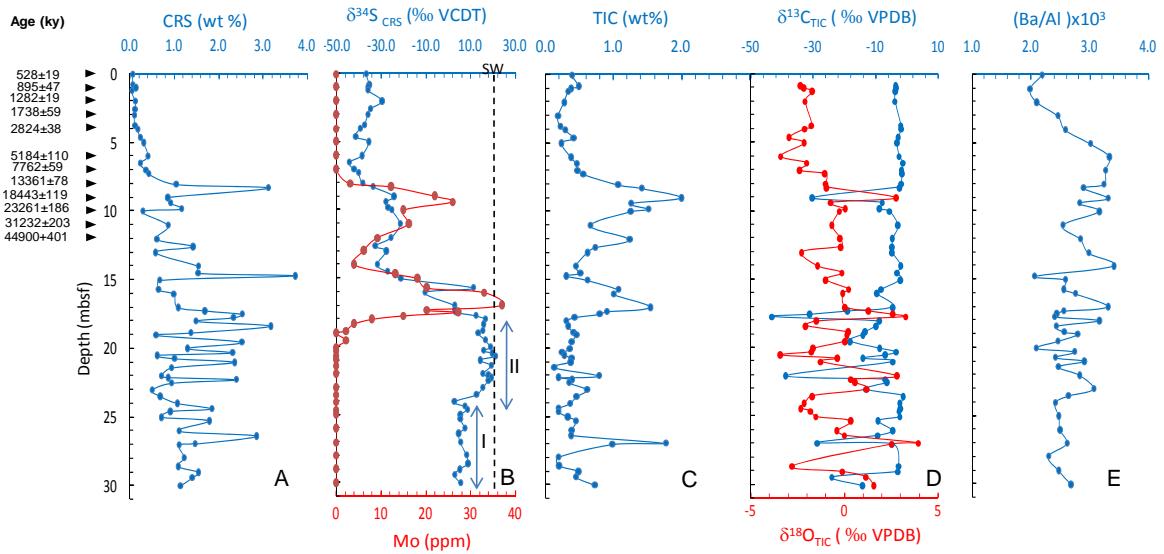 Age (ky)
CRS (wt %)
δ³⁴S CRS (‰ VCDT)
TIC (wt%)
δ¹³C TIC ( ‰ VPDB)
(Ba/Al )x10³
0.0 1.0 2.0 3.0 4.0
-50.0 -30.0 -10.0 10.0 30.0
0.0 1.0 2.0
-50 -30 -10 10
1.0 2.0 3.0 4.0
SW
528±19
895±47
1282±19
1738±59
2824±38
5184±110
7762±59
13361±78
18443±119
23261±186
31232±203
44900±401
Depth (mbsf)
0
5
10
15
20
25
30
II
I
A
B
C
D
E
0 10 20 30 40
-5 0 5
Mo (ppm)
δ¹⁸O TIC ( ‰ VPDB)